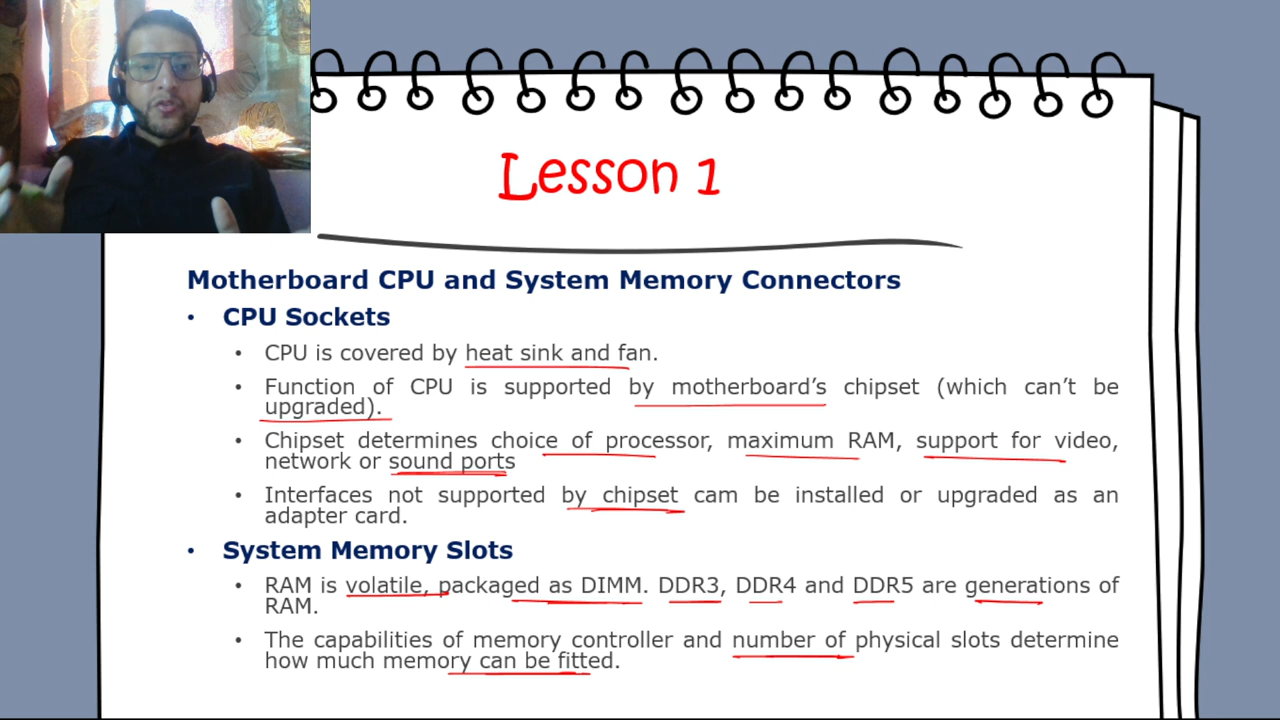 Lesson 1
Motherboard CPU and System Memory Connectors
• CPU Sockets
• CPU is covered by heat sink and fan.
• Function of CPU is supported by motherboard’s chipset (which can’t be
upgraded).
• Chipset determines choice of processor, maximum RAM, support for video,
network or sound ports
• Interfaces not supported by chipset cam be installed or upgraded as an
adapter card.
• System Memory Slots
• RAM is volatile, packaged as DIMM. DDR3, DDR4 and DDR5 are generations of
RAM.
• The capabilities of memory controller and number of physical slots determine
how much memory can be fitted.